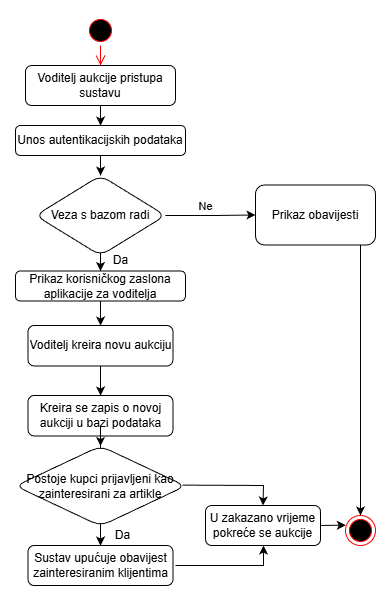 Voditelj aukcije pristupa
sustavu
Unos autentikacijskih podataka
Veza s bazom radi
Ne
Prikaz obavijesti
Da
Prikaz korisničkog zaslona
aplikacije za voditelja
Voditelj kreira novu aukciju
Kreira se zapis o novoj
aukciji u bazi podataka
Postoje kupci prijavljeni kao
zainteresirani za artikle
U zakazano vrijeme
pokreće se aukcije
Da
Sustav upućuje obavijest
zainteresiranim klijentima